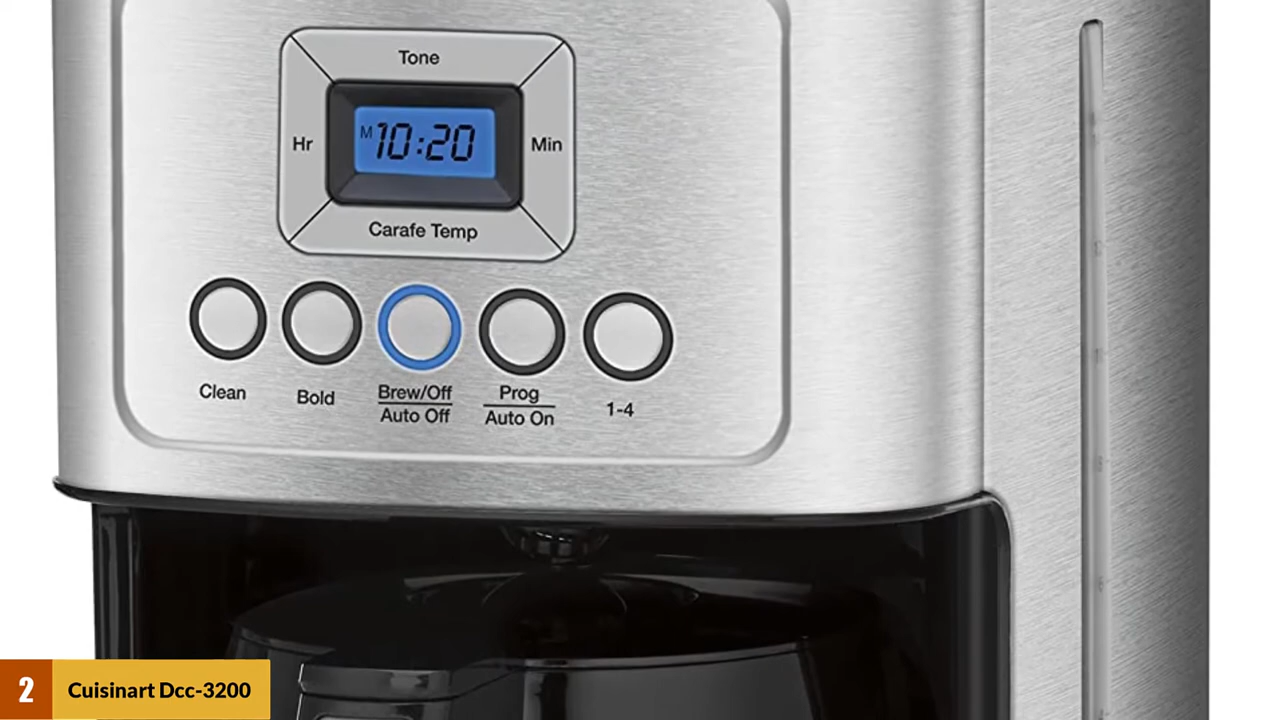 Tone
Hr
M 10:20
Min
Carafe Temp
Clean
Bold
Brew/Off
Auto Off
Prog
Auto On
1-4
2 Cuisinart Dcc-3200